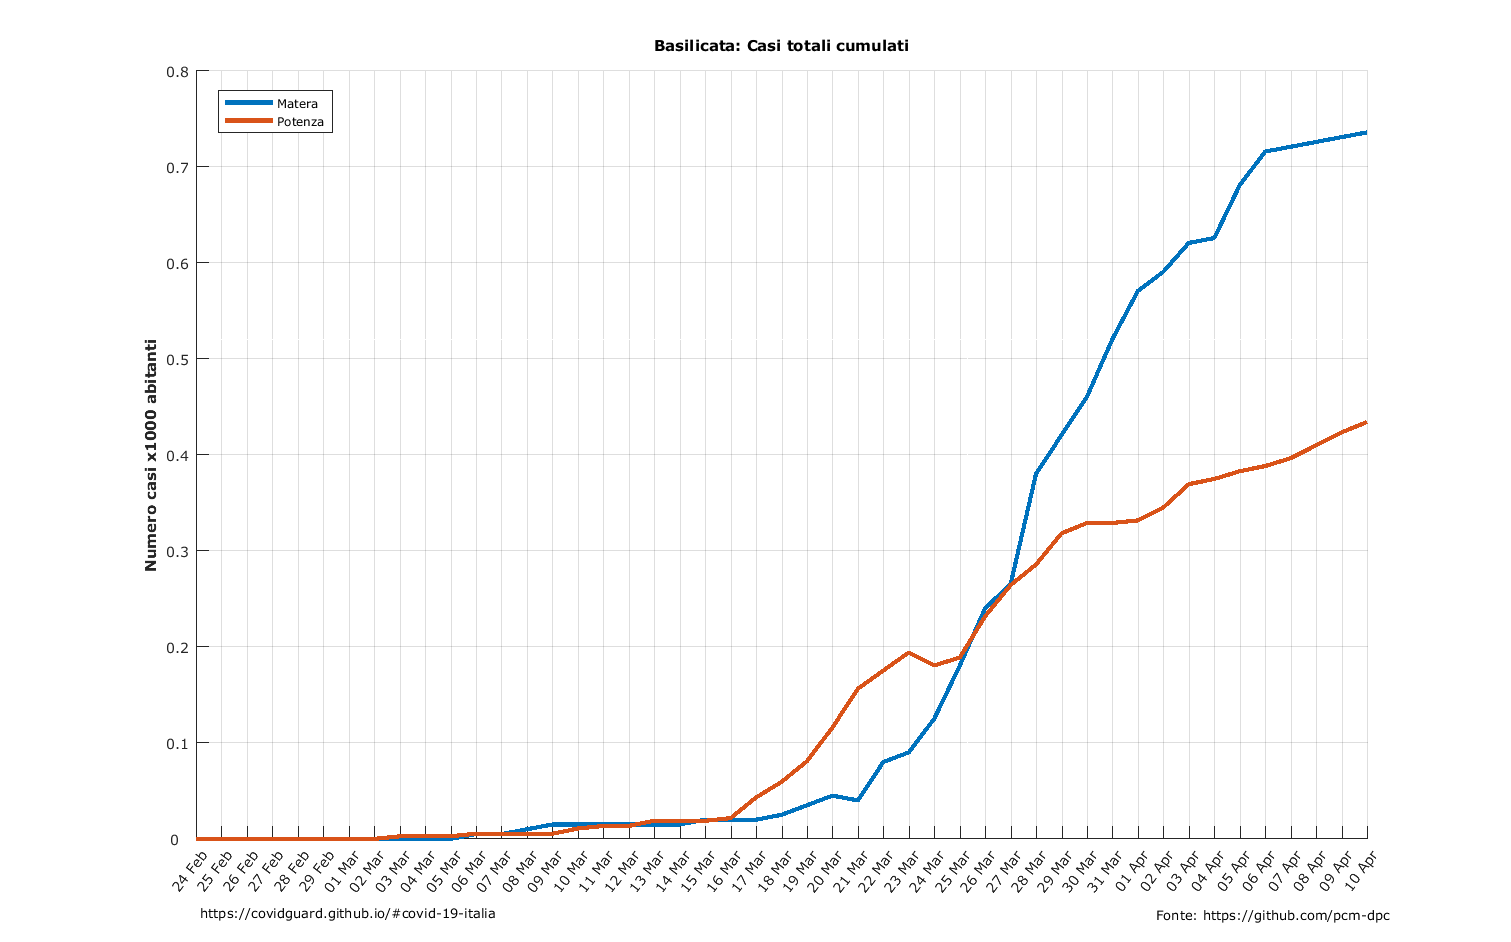 Basilicata: Casi totali cumulati
Matera
Potenza
Numero casi x1000 abitanti
0.8
0.7
0.6
0.5
0.4
0.3
0.2
0.1
0
24 Feb
25 Feb
26 Feb
27 Feb
28 Feb
29 Feb
01 Mar
02 Mar
03 Mar
04 Mar
05 Mar
06 Mar
07 Mar
08 Mar
09 Mar
10 Mar
11 Mar
12 Mar
13 Mar
14 Mar
15 Mar
16 Mar
17 Mar
18 Mar
19 Mar
20 Mar
21 Mar
22 Mar
23 Mar
24 Mar
25 Mar
26 Mar
27 Mar
28 Mar
29 Mar
30 Mar
31 Mar
01 Apr
02 Apr
03 Apr
04 Apr
05 Apr
06 Apr
07 Apr
08 Apr
09 Apr
10 Apr
https://covidguard.github.io/#covid-19-italia
Fonte: https://github.com/pcm-dpc